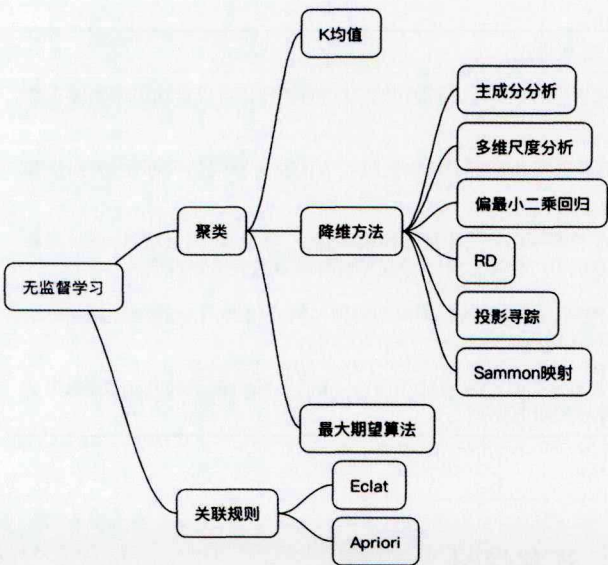 K均值
主成分分析
多维尺度分析
偏最小二乘回归
聚类
降维方法
RD
无监督学习
投影寻踪
Sammon映射
最大期望算法
Eclat
关联规则
Apriori